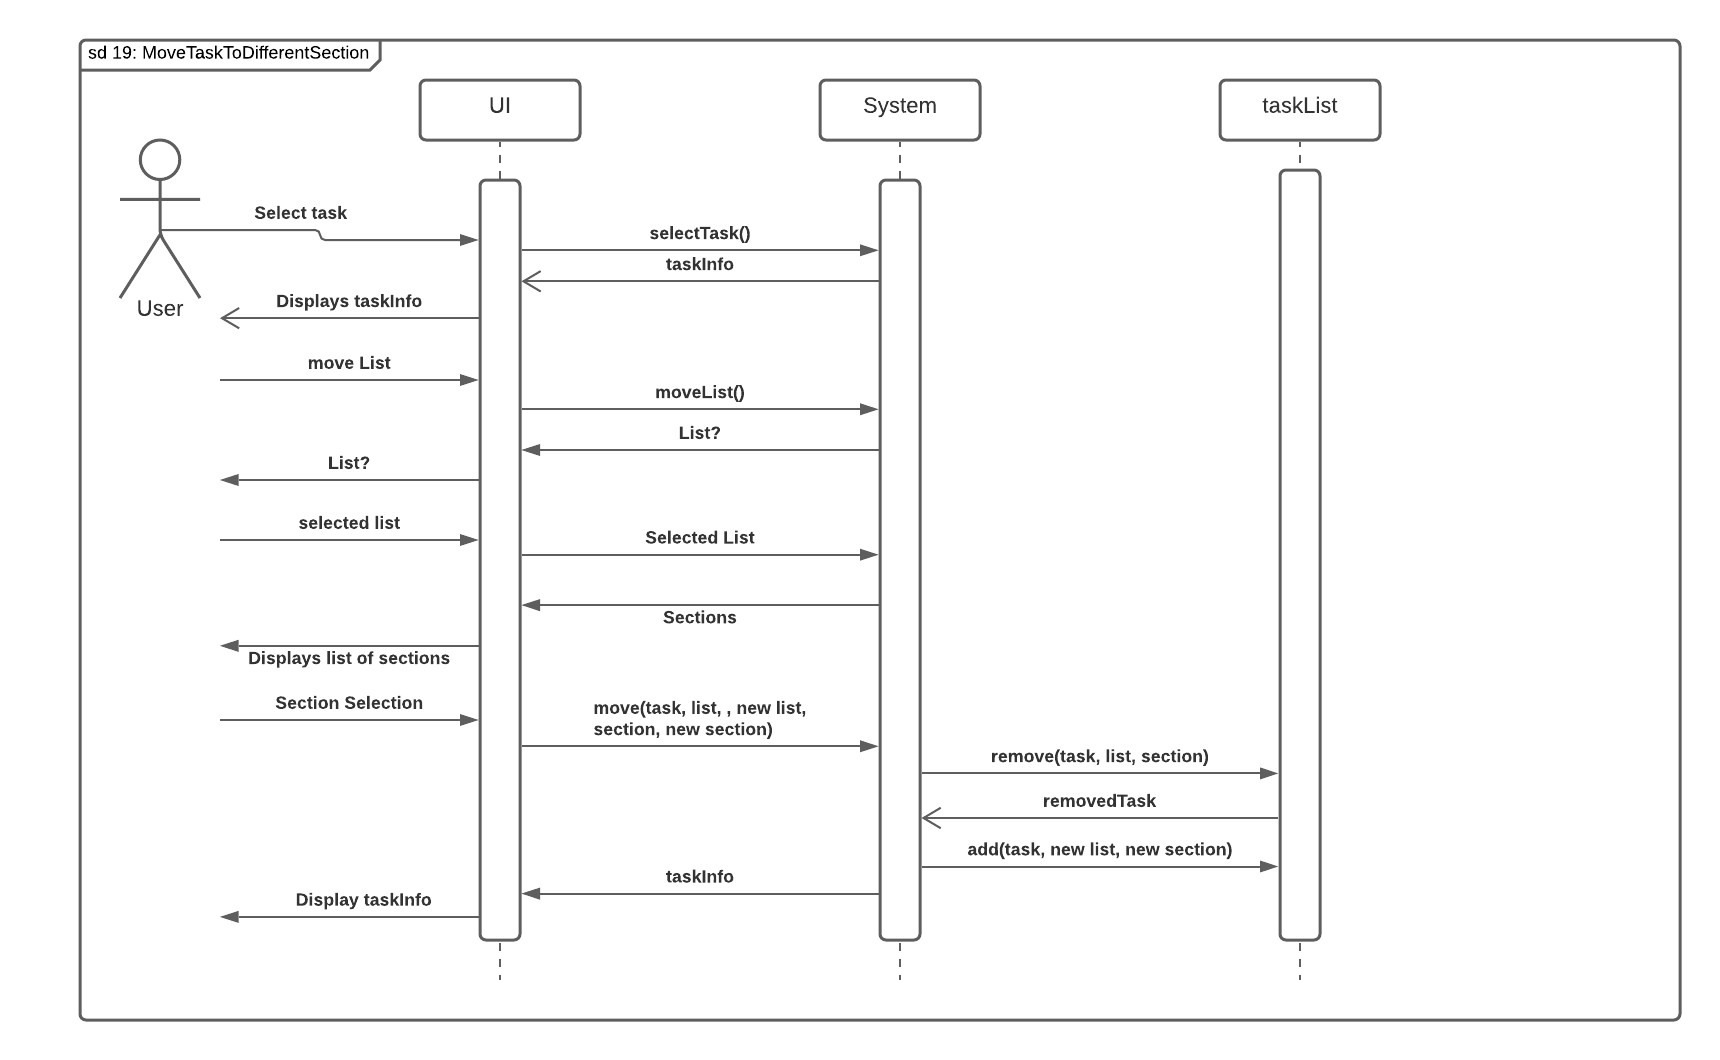 sd 19: MoveTaskToDifferentSection
UI
System
taskList
User
Select task
selectTask()
taskInfo
Displays taskInfo
move List
moveList()
List?
List?
selected list
Selected List
Sections
Displays list of sections
Section Selection
move(task, list, , new list,
section, new section)
remove(task, list, section)
removedTask
add(task, new list, new section)
taskInfo
Display taskInfo